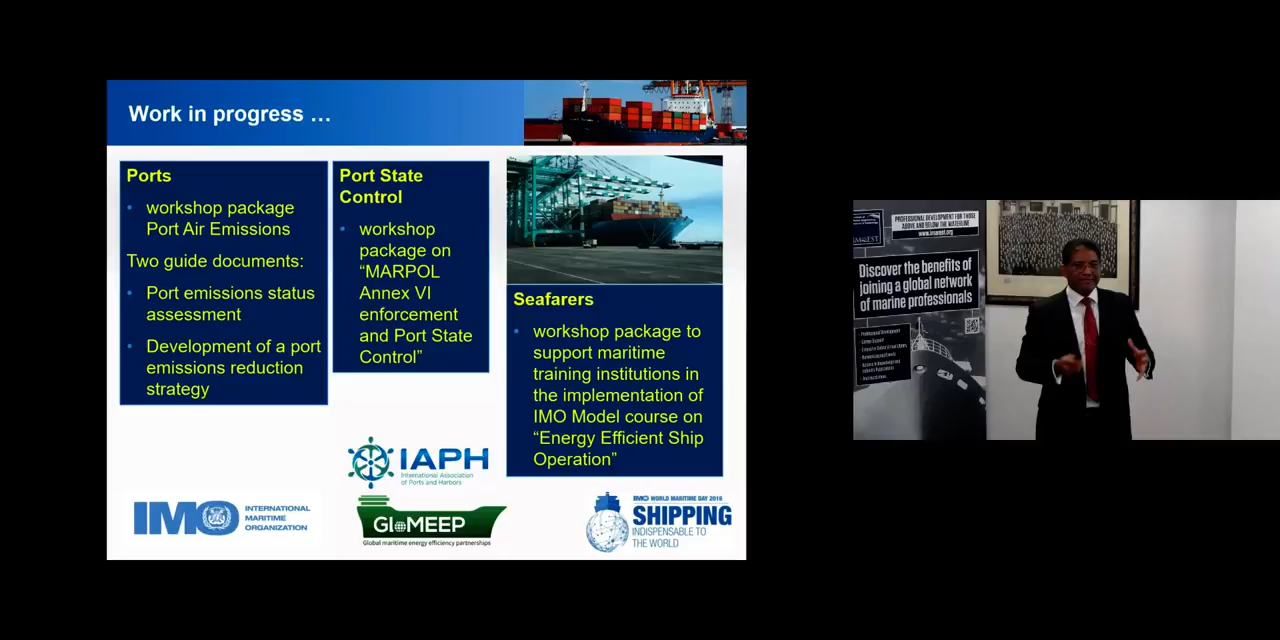 Work in progress …
Ports
• workshop package
Port Air Emissions
Two guide documents:
• Port emissions status
assessment
• Development of a port
emissions reduction
strategy
Port State
Control
• workshop
package on
“MARPOL
Annex VI
enforcement
and Port State
Control”
Seafarers
• workshop package to
support maritime
training institutions in
the implementation of
IMO Model course on
“Energy Efficient Ship
Operation”
IAPH
International Association
of Ports and Harbors
IMO
INTERNATIONAL
MARITIME
ORGANIZATION
GloMEEP
Global maritime energy efficiency partnerships
IMO WORLD MARITIME DAY 2016
SHIPPING
INDISPENSABLE TO
THE WORLD
PROFESSIONAL DEVELOPMENT FOR THOSE
ABOVE AND BELOW THE WATERLINE
www.imarest.org
Discover the benefits of
joining a global network
of marine professionals